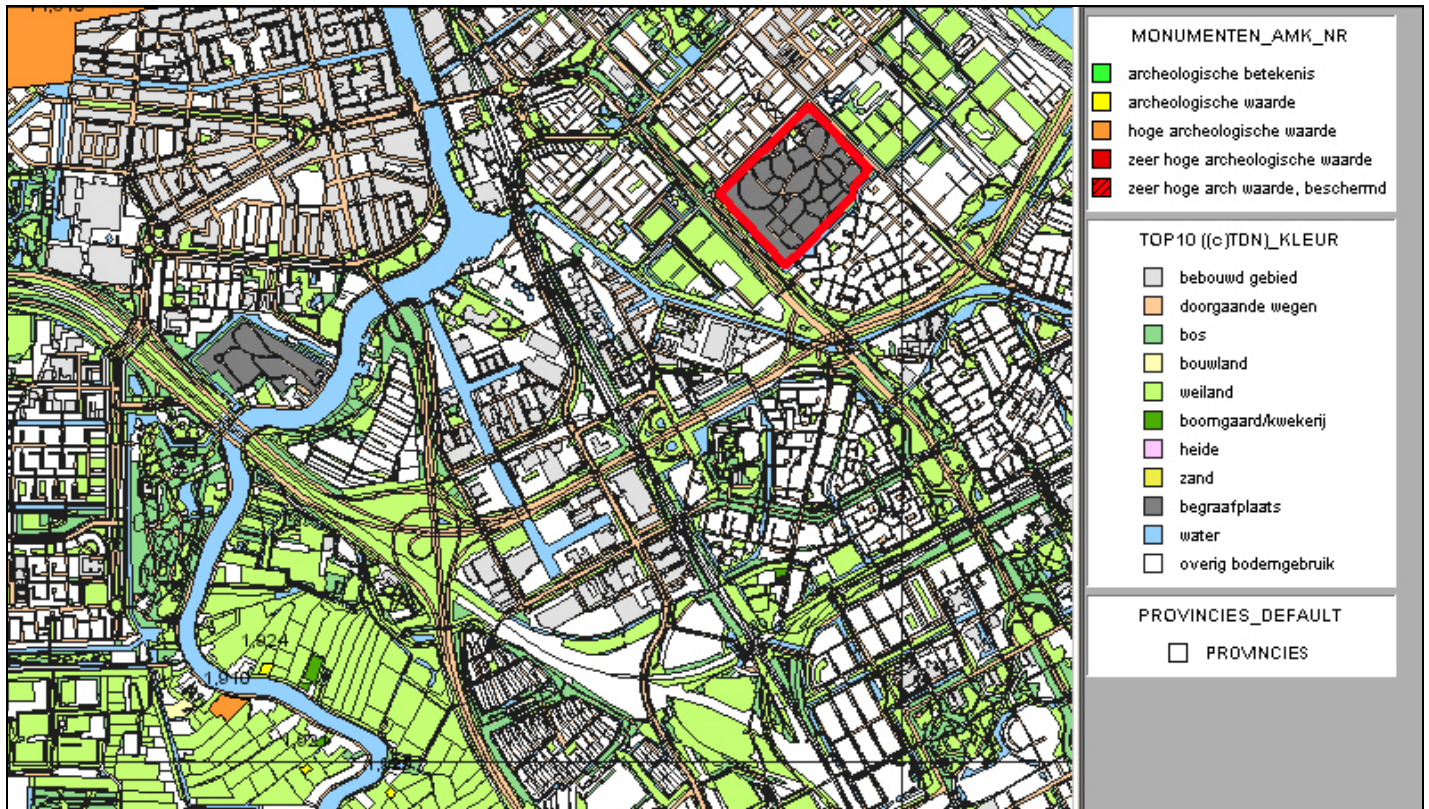 MONUMENTEN_AMK_NR
archeologische betekenis
archeologische waarde
hoge archeologische waarde
zeer hoge archeologische waarde
zeer hoge arch waarde, beschermd
TOP10 ((c)TDN)_KLEUR
bebouwd gebied
doorgaande wegen
bos
bouwland
weiland
boomgaard/kwekerij
heide
zand
begraafplaats
water
overig bodemgebruik
PROVINCIES_DEFAULT
PROVINCIES
1,924
1,910